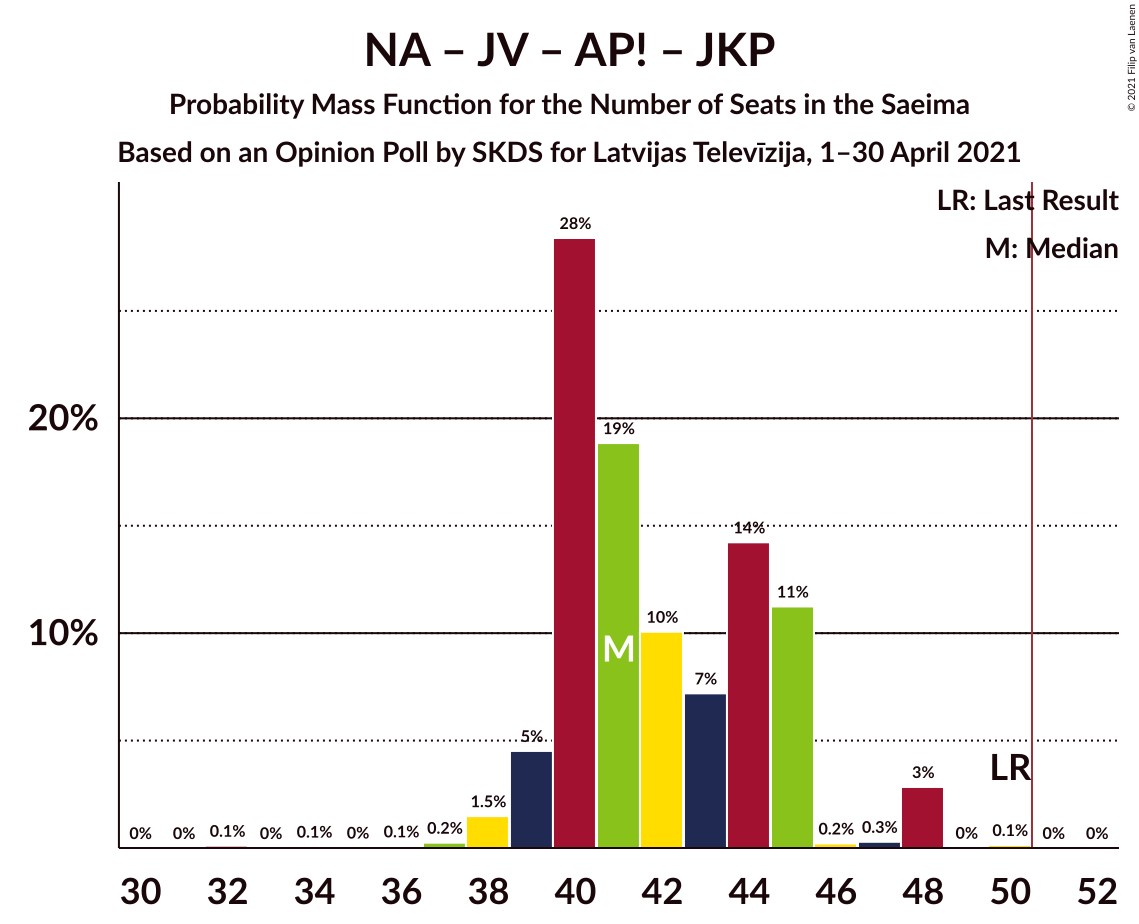 NA – JV – AP! – JKP
Probability Mass Function for the Number of Seats in the Saeima
Based on an Opinion Poll by SKDS for Latvijas Televīzija, 1–30 April 2021
© 2021 Filip van Laenen
LR: Last Result
M: Median
20%
10%
0% 0% 0.1% 0% 0.1% 0% 0.1% 0.2% 1.5% 5% 28% 19% 10% 7% 14% 11% 0.2% 0.3% 3% 0% 0.1% 0% 0%
M
LR
30 32 34 36 38 40 42 44 46 48 50 52